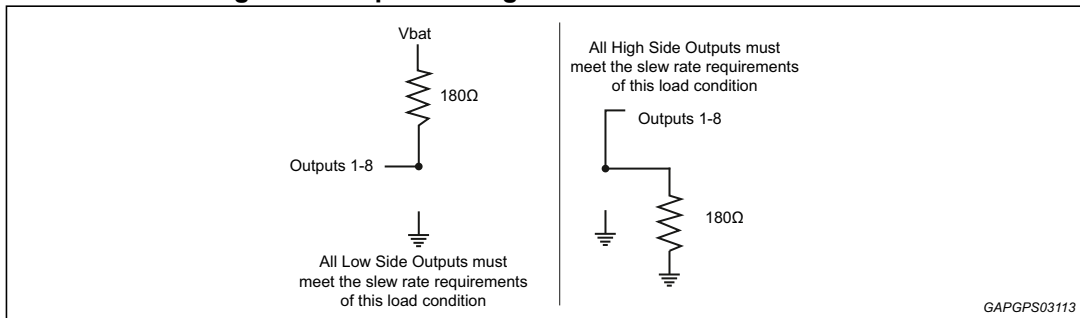 Vbat
180Ω
Outputs 1-8
All Low Side Outputs must
meet the slew rate requirements
of this load condition
All High Side Outputs must
meet the slew rate requirements
of this load condition
Outputs 1-8
180Ω
GAPGPS03113